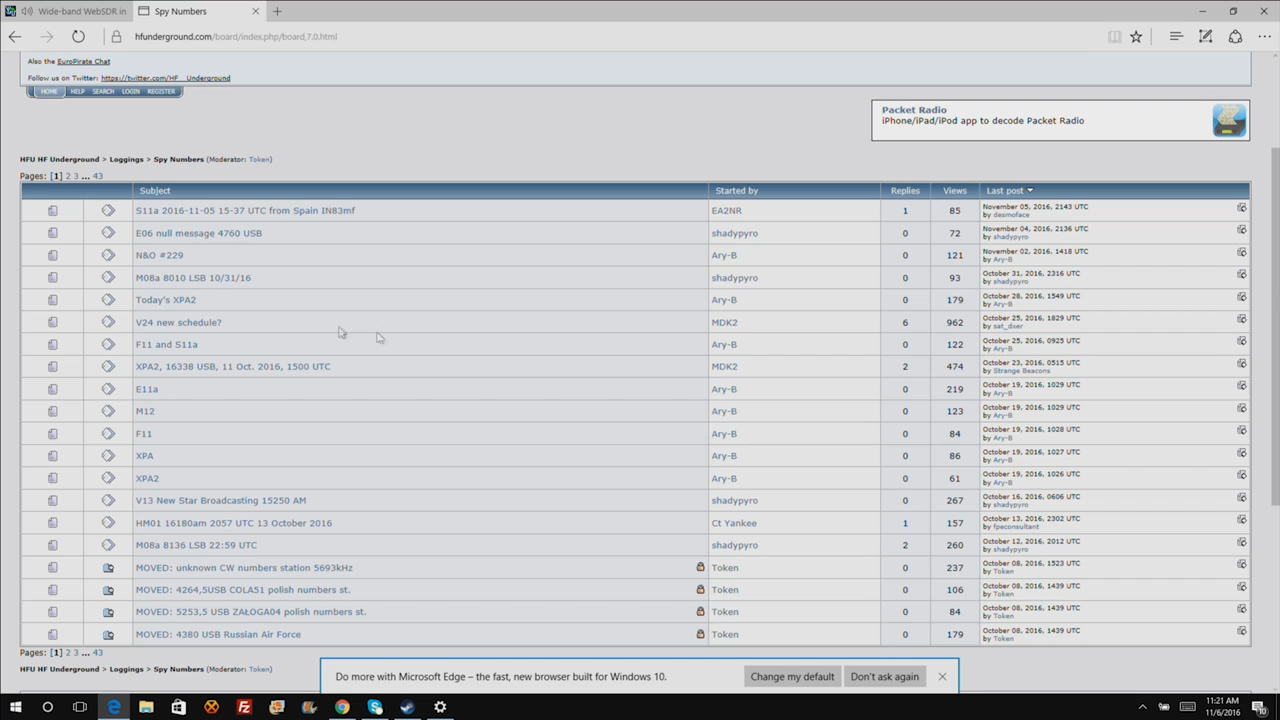 Wide-band WebSDR in
Spy Numbers
hfunderground.com/board/index.php/board,7.0.html
Also the EuroPirate Chat
Follow us on Twitter: https://twitter.com/HF__Underground
HOME HELP SEARCH LOGIN REGISTER
Packet Radio
iPhone/iPad/iPod app to decode Packet Radio
HFU HF Underground > Loggings > Spy Numbers (Moderator: Token)
Pages: [1] 2 3 ... 43
Subject Started by Replies Views Last post
S11a 2016-11-05 15-37 UTC from Spain IN83mf EA2NR 1 85 November 05, 2016, 2143 UTC
by desmoface
E06 null message 4760 USB shadypyro 0 72 November 04, 2016, 2136 UTC
by shadypyro
N&O #229 Ary-B 0 121 November 02, 2016, 1418 UTC
by Ary-B
M08a 8010 LSB 10/31/16 shadypyro 0 93 October 31, 2016, 2316 UTC
by shadypyro
Today's XPA2 Ary-B 0 179 October 28, 2016, 1549 UTC
by Ary-B
V24 new schedule? MDK2 6 962 October 25, 2016, 1829 UTC
by sat_dxer
F11 and S11a Ary-B 0 122 October 25, 2016, 0925 UTC
by Ary-B
XPA2, 16338 USB, 11 Oct. 2016, 1500 UTC MDK2 2 474 October 23, 2016, 0515 UTC
by Strange Beacons
E11a Ary-B 0 219 October 19, 2016, 1029 UTC
by Ary-B
M12 Ary-B 0 123 October 19, 2016, 1029 UTC
by Ary-B
F11 Ary-B 0 84 October 19, 2016, 1028 UTC
by Ary-B
XPA Ary-B 0 86 October 19, 2016, 1027 UTC
by Ary-B
XPA2 Ary-B 0 61 October 19, 2016, 1026 UTC
by Ary-B
V13 New Star Broadcasting 15250 AM shadypyro 0 267 October 16, 2016, 0606 UTC
by shadypyro
HM01 16180am 2057 UTC 13 October 2016 Ct Yankee 1 157 October 13, 2016, 2302 UTC
by fpeconsultant
M08a 8136 LSB 22:59 UTC shadypyro 2 260 October 12, 2016, 2012 UTC
by shadypyro
MOVED: unknown CW numbers station 5693kHz Token 0 237 October 08, 2016, 1523 UTC
by Token
MOVED: 4264,5USB COLA51 polish numbers st. Token 0 106 October 08, 2016, 1439 UTC
by Token
MOVED: 5253,5 USB ZAŁOGA04 polish numbers st. Token 0 84 October 08, 2016, 1439 UTC
by Token
MOVED: 4380 USB Russian Air Force Token 0 179 October 08, 2016, 1439 UTC
by Token
Pages: [1] 2 3 ... 43
HFU HF Underground > Loggings > Spy Numbers (Moderator: Token)
Do more with Microsoft Edge – the fast, new browser built for Windows 10. Change my default Don't ask again
11:21 AM
11/6/2016